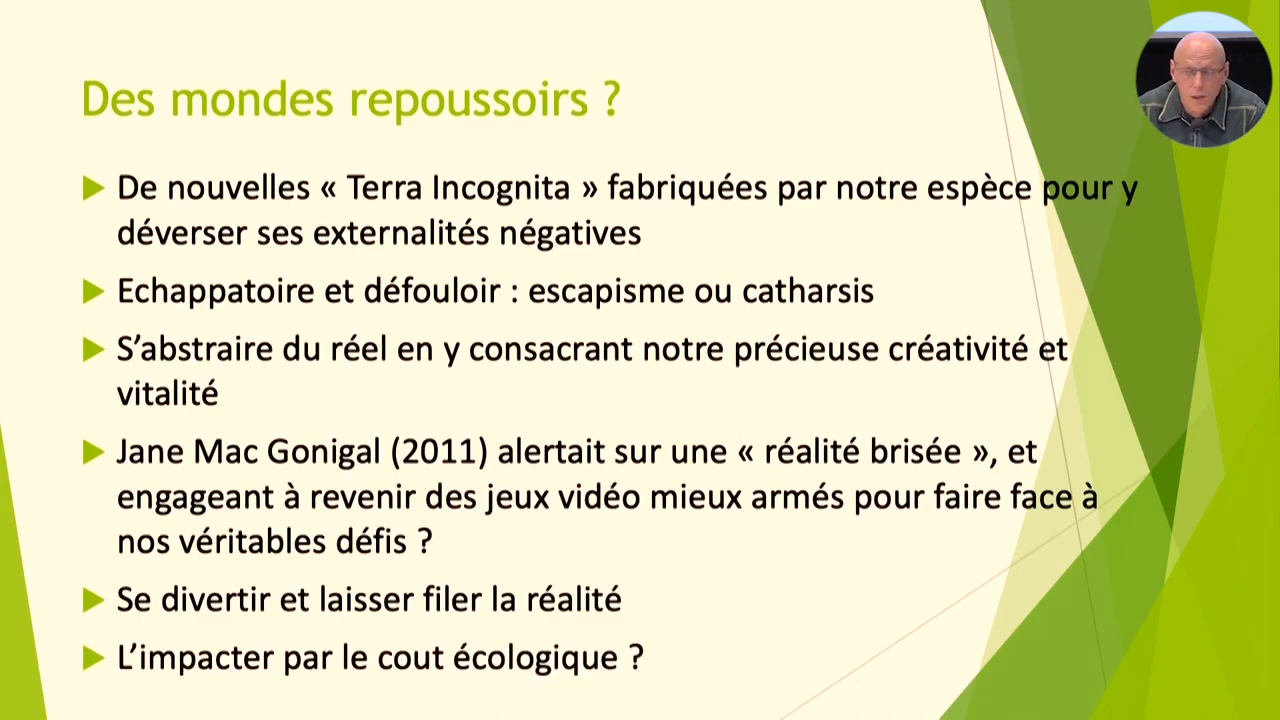 Des mondes repoussoirs ?
De nouvelles « Terra Incognita » fabriquées par notre espèce pour y
déverser ses externalités négatives
Echappatoire et défouloir : escapisme ou catharsis
S’abstraire du réel en y consacrant notre précieuse créativité et
vitalité
Jane Mac Gonigal (2011) alertait sur une « réalité brisée », et
engageant à revenir des jeux vidéo mieux armés pour faire face à
nos véritables défis ?
Se divertir et laisser filer la réalité
L’impacter par le cout écologique ?